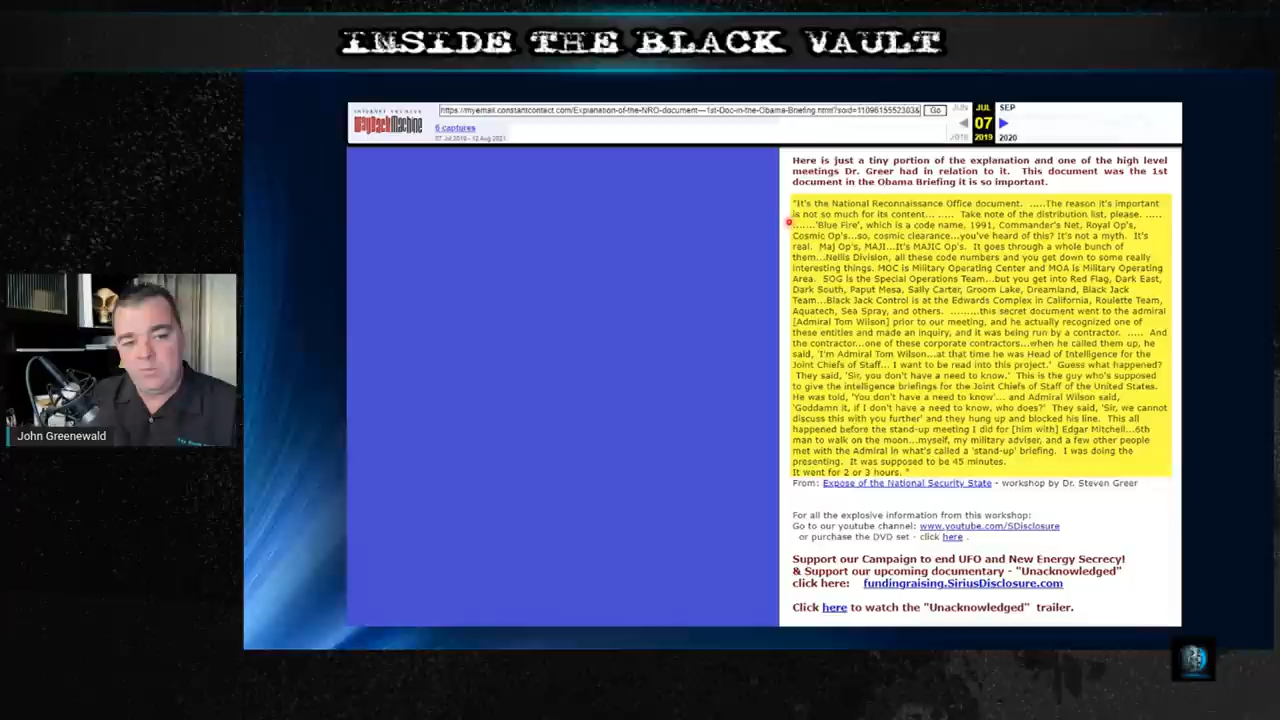 INSIDE THE BLACK VAULT
INTERNET ARCHIVE
WayBackMachine
https://myemail.constantcontact.com/Explanation-of-the-NRO-document---1st-Doc-in-the-Obama-Briefing.html?soid=1109615552303&
Go
JUN
JUL
SEP
6 captures
07
07 Jul 2019 - 12 Aug 2021
2018
2019
2020
Here is just a tiny portion of the explanation and one of the high level
meetings Dr. Greer had in relation to it. This document was the 1st
document in the Obama Briefing it is so important.
"It's the National Reconnaissance Office document. .....The reason it's important
is not so much for its content... ..... Take note of the distribution list, please. .....
.......'Blue Fire', which is a code name, 1991, Commander's Net, Royal Op's,
Cosmic Op's...so, cosmic clearance...you've heard of this? It's not a myth. It's
real. Maj Op's, MAJI...It's MAJIC Op's. It goes through a whole bunch of
them...Nellis Division, all these code numbers and you get down to some really
interesting things. MOC is Military Operating Center and MOA is Military Operating
Area. SOG is the Special Operations Team...but you get into Red Flag, Dark East,
Dark South, Paput Mesa, Sally Carter, Groom Lake, Dreamland, Black Jack
Team...Black Jack Control is at the Edwards Complex in California, Roulette Team,
Aquatech, Sea Spray, and others. .........this secret document went to the admiral
[Admiral Tom Wilson] prior to our meeting, and he actually recognized one of
these entities and made an inquiry, and it was being run by a contractor. ..... And
the contractor...one of these corporate contractors...when he called them up, he
said, 'I'm Admiral Tom Wilson...at that time he was Head of Intelligence for the
Joint Chiefs of Staff... I want to be read into this project.' Guess what happened?
They said, 'Sir, you don't have a need to know.' This is the guy who's supposed
to give the intelligence briefings for the Joint Chiefs of Staff of the United States.
He was told, 'You don't have a need to know'... and Admiral Wilson said,
'Goddamn it, if I don't have a need to know, who does?' They said, 'Sir, we cannot
discuss this with you further' and they hung up and blocked his line. This all
happened before the stand-up meeting I did for [him with] Edgar Mitchell...6th
man to walk on the moon...myself, my military adviser, and a few other people
met with the Admiral in what's called a 'stand-up' briefing. I was doing the
presenting. It was supposed to be 45 minutes.
It went for 2 or 3 hours. "
From: Expose of the National Security State - workshop by Dr. Steven Greer
For all the explosive information from this workshop:
Go to our youtube channel: www.youtube.com/SDisclosure
or purchase the DVD set - click here .
Support our Campaign to end UFO and New Energy Secrecy!
& Support our upcoming documentary - "Unacknowledged"
click here: fundingraising.SiriusDisclosure.com
Click here to watch the "Unacknowledged" trailer.
John Greenewald